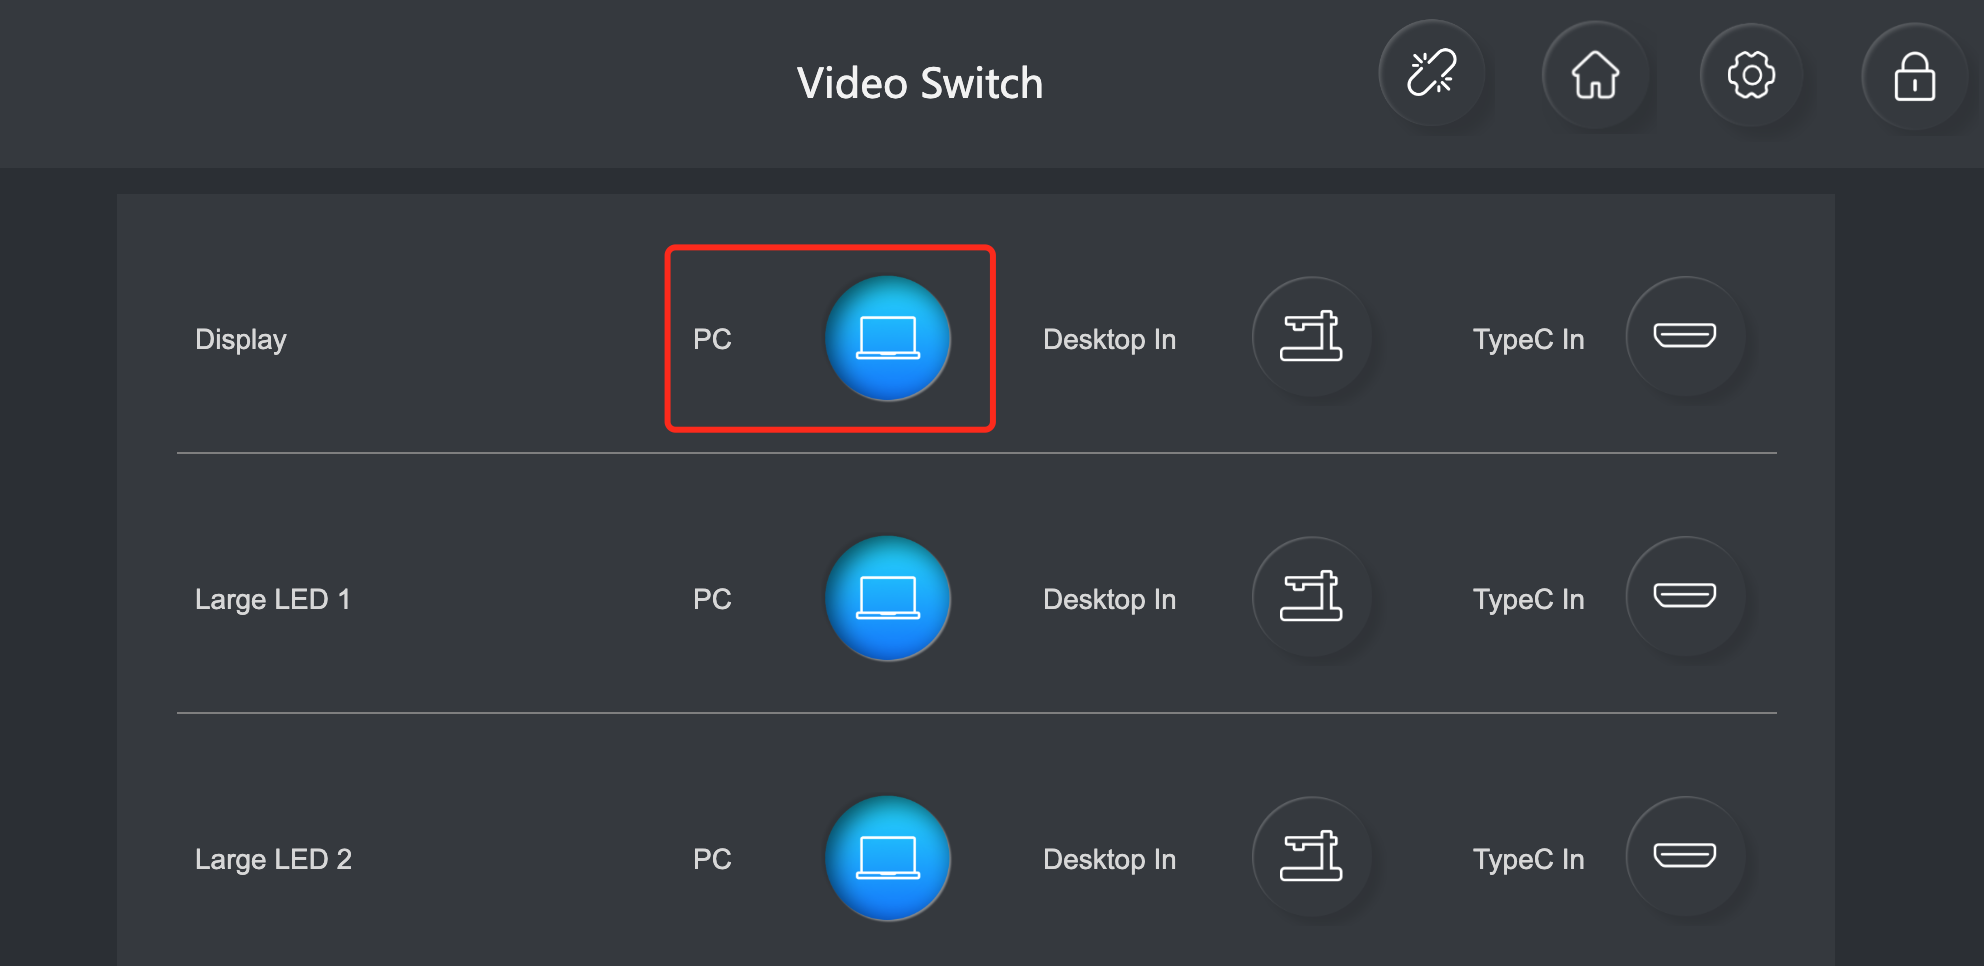 Video Switch
Display PC Desktop In TypeC In
Large LED 1 PC Desktop In TypeC In
Large LED 2 PC Desktop In TypeC In